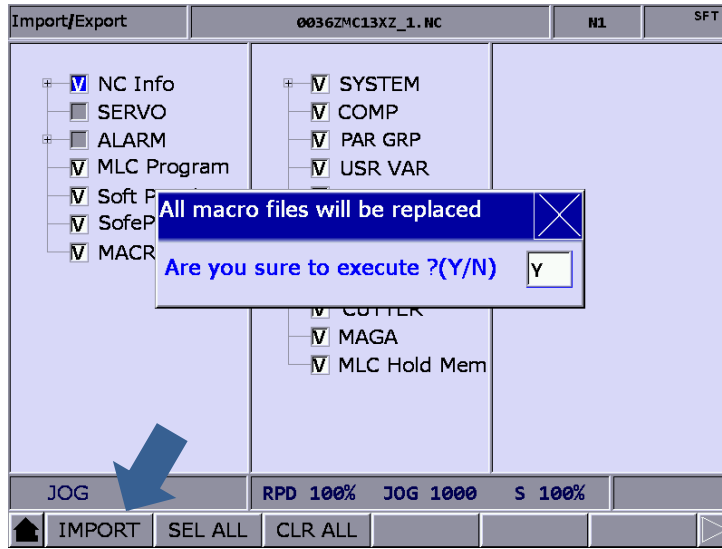 Import/Export 0036ZMC13XZ_1.NC N1 SFT
NC Info
SERVO
ALARM
MLC Program
Soft
SofeP
MACR
SYSTEM
COMP
PAR GRP
USR VAR
All macro files will be replaced
Are you sure to execute ?(Y/N) Y
CUTTER
MAGA
MLC Hold Mem
JOG RPD 100% JOG 1000 S 100%
IMPORT SEL ALL CLR ALL